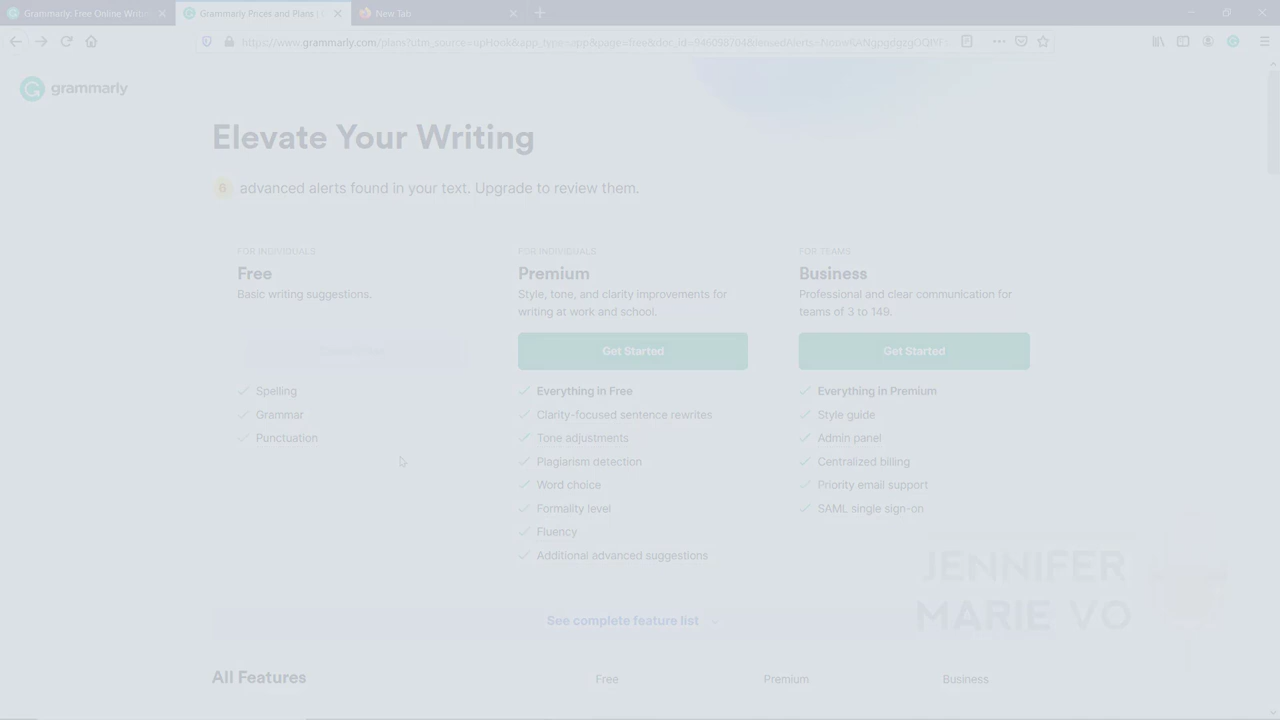 Grammarly: Free Online Writin
Grammarly Prices and Plans |
New Tab
grammarly
Elevate Your Writing
6 advanced alerts found in your text. Upgrade to review them.
FOR INDIVIDUALS
Free
Basic writing suggestions.
Spelling
Grammar
Punctuation
FOR INDIVIDUALS
Premium
Style, tone, and clarity improvements for
writing at work and school.
Get Started
Everything in Free
Clarity-focused sentence rewrites
Tone adjustments
Plagiarism detection
Word choice
Formality level
Fluency
Additional advanced suggestions
FOR TEAMS
Business
Professional and clear communication for
teams of 3 to 149.
Get Started
Everything in Premium
Style guide
Admin panel
Centralized billing
Priority email support
SAML single sign-on
JENNIFER
MARIE VO
See complete feature list
All Features
Free
Premium
Business